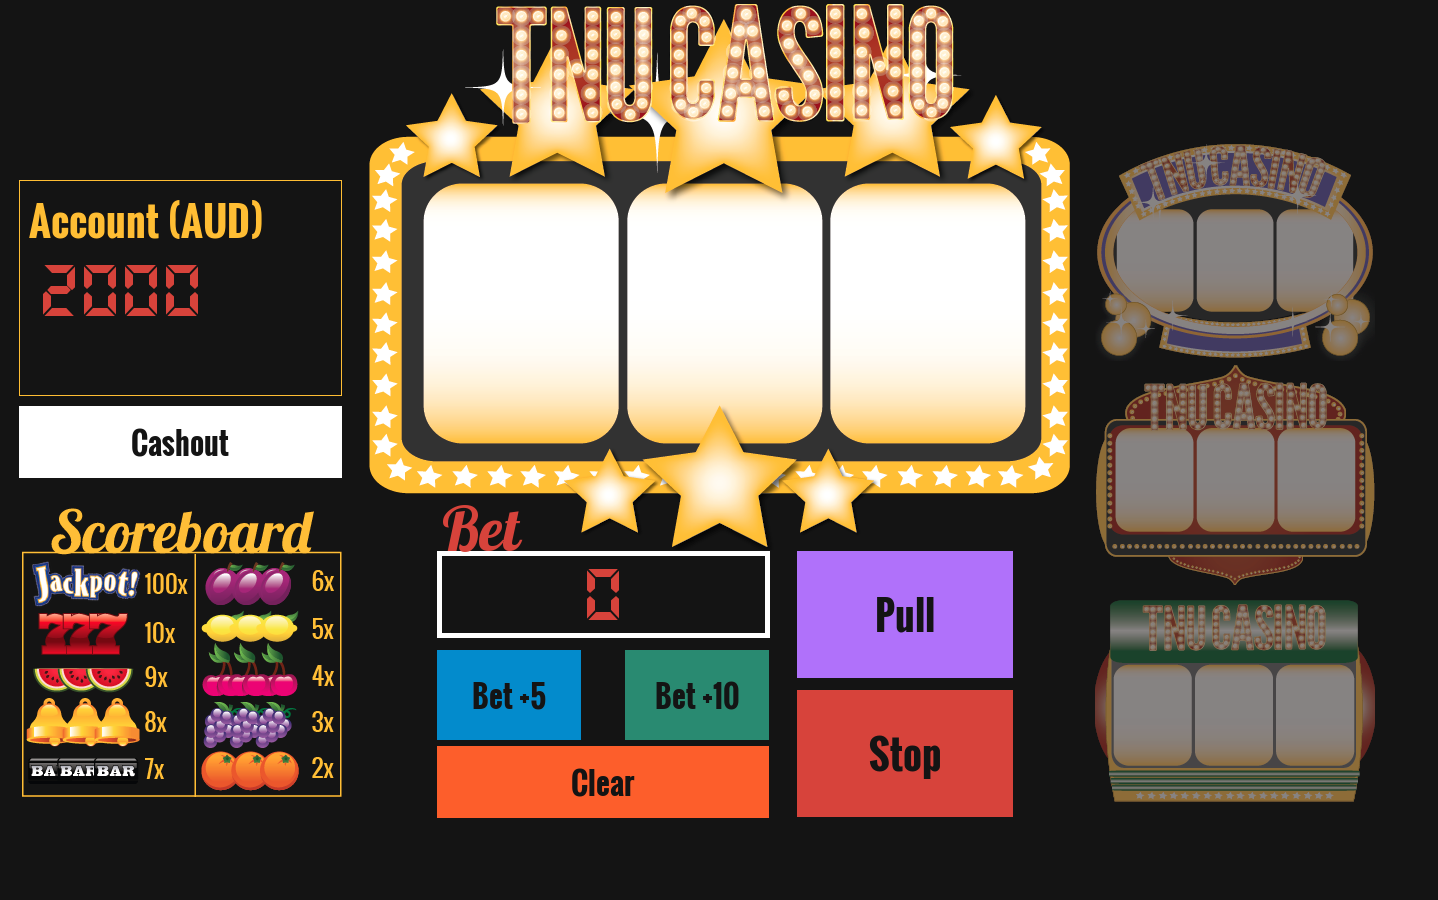 TNU CASINO
Account (AUD)
2000
Cashout
Scoreboard
Jackpot! 100x
777 10x
9x
8x
BA BAR BAR 7x
6x
5x
4x
3x
2x
Bet
0
Bet +5
Bet +10
Clear
Pull
Stop
TNU CASINO
TNU CASINO
TNU CASINO